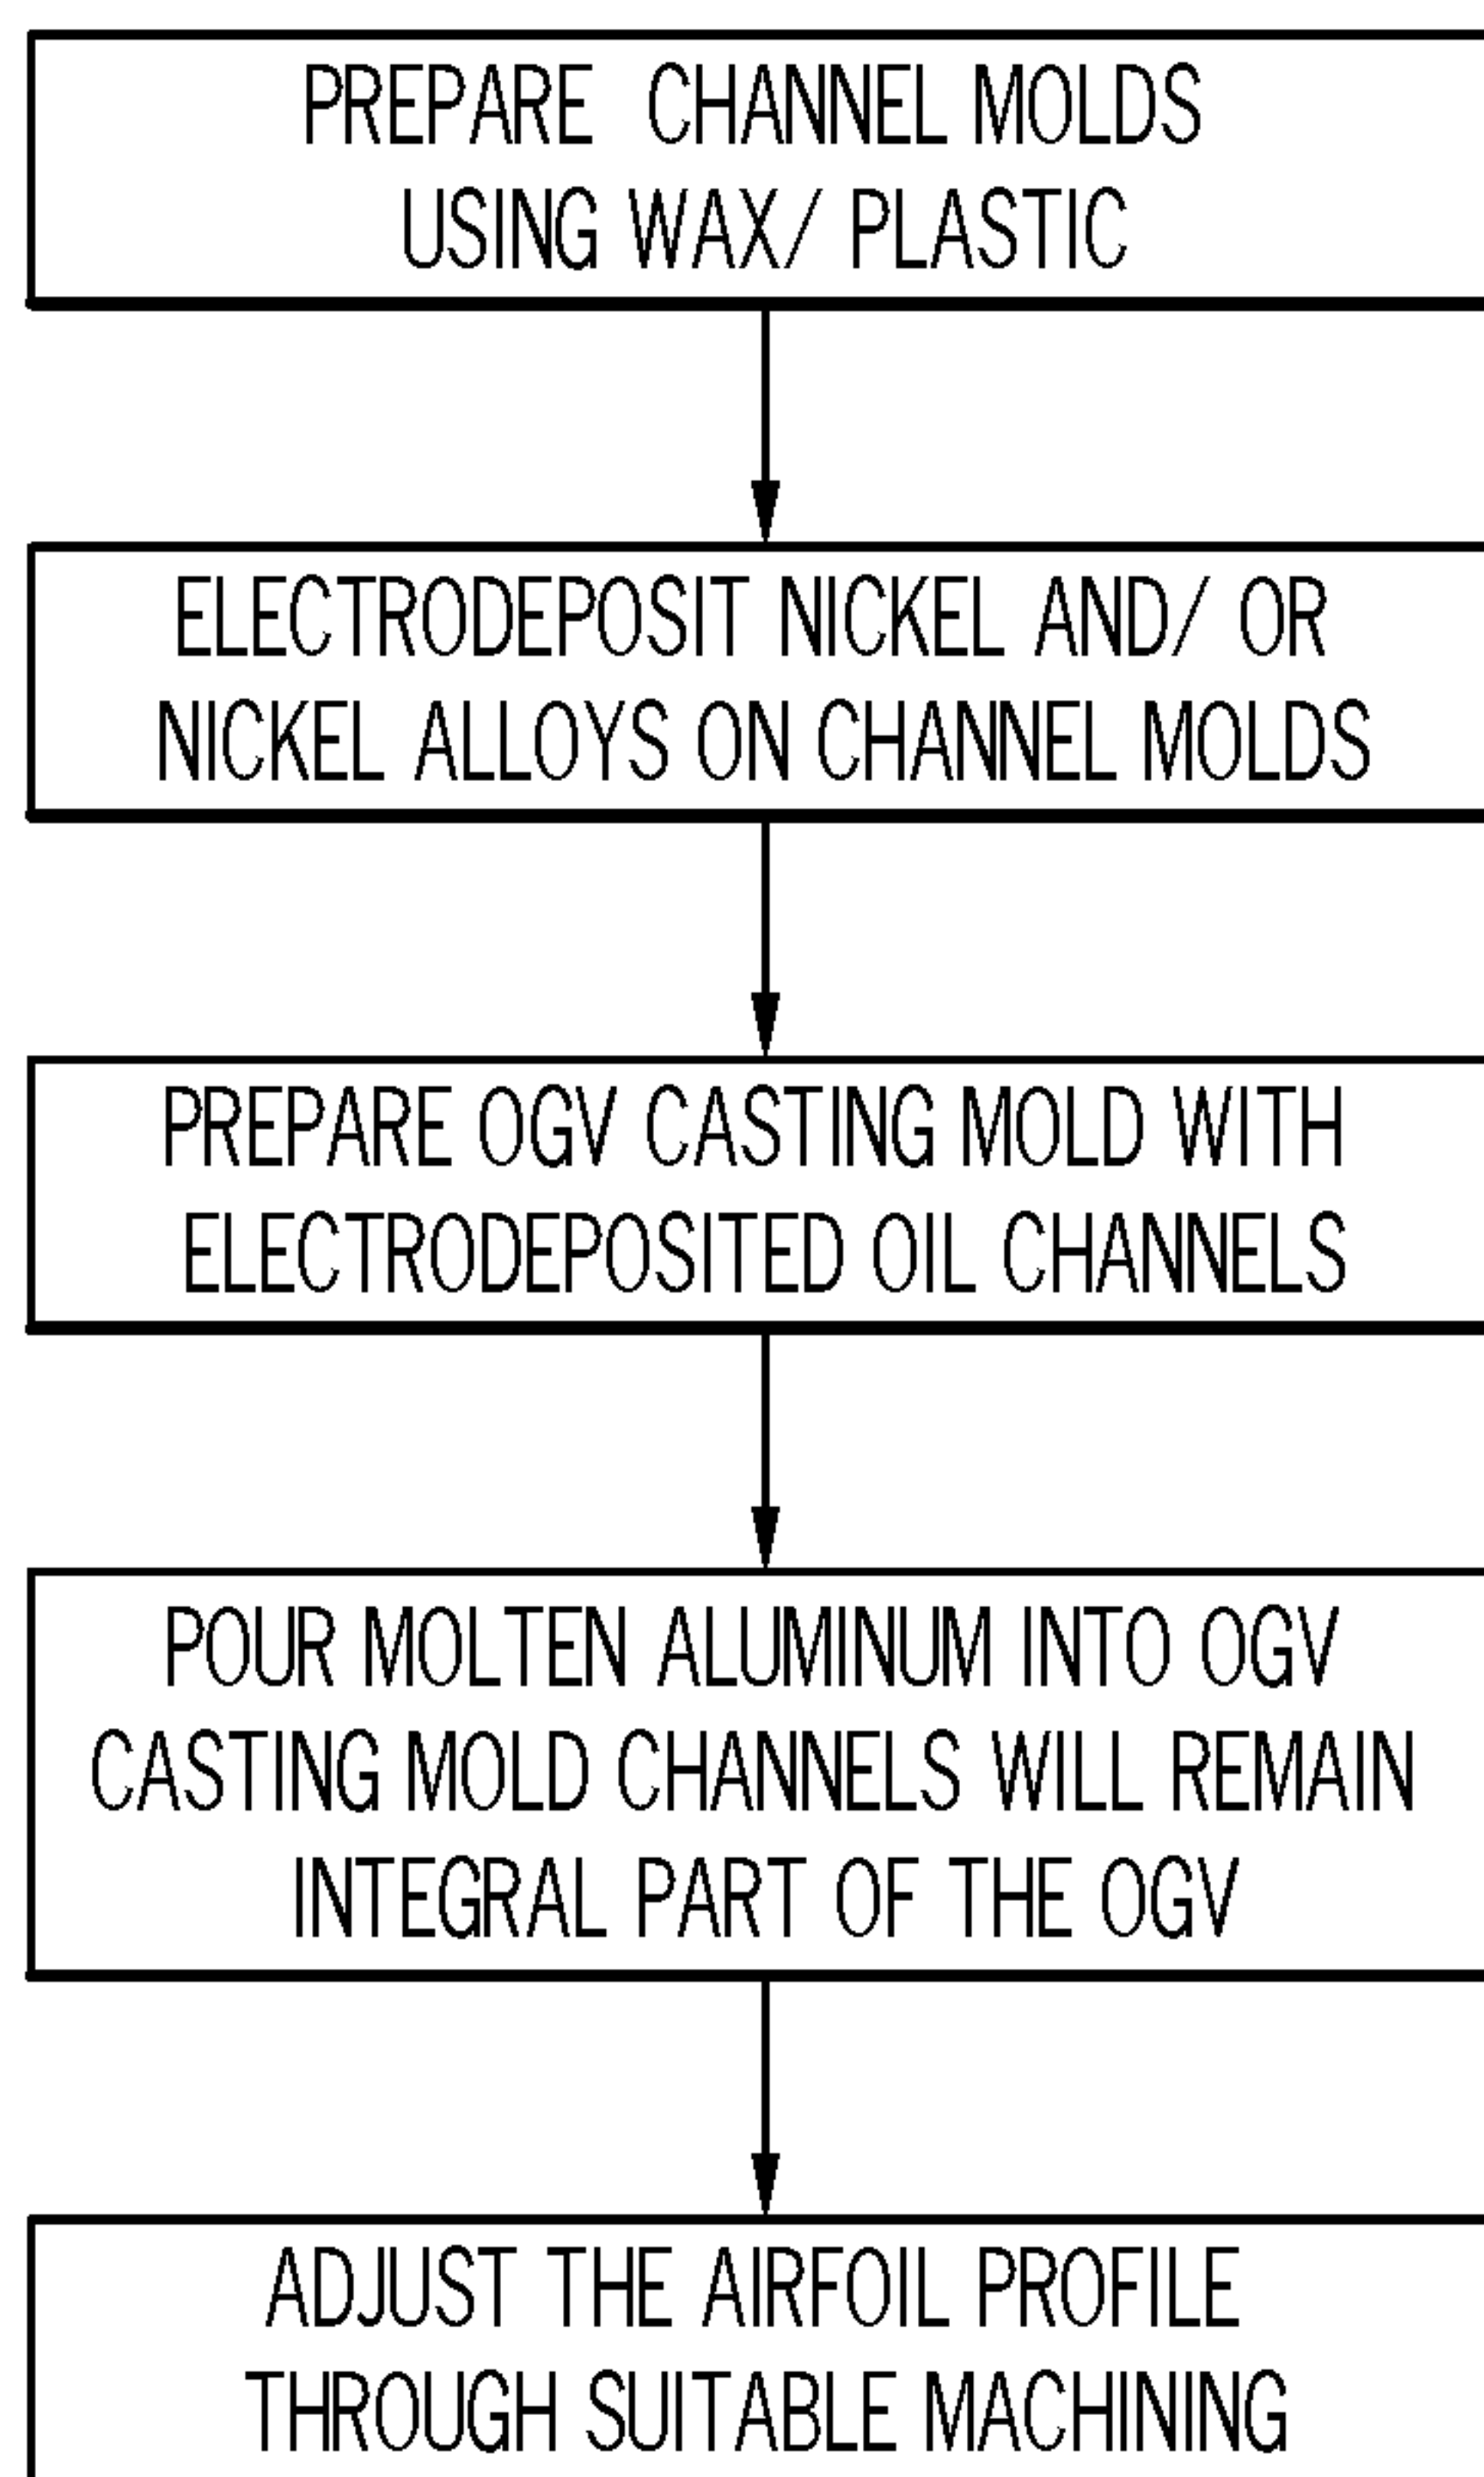 PREPARE CHANNEL MOLDS
USING WAX/ PLASTIC
ELECTRODEPOSIT NICKEL AND/ OR
NICKEL ALLOYS ON CHANNEL MOLDS
PREPARE OGV CASTING MOLD WITH
ELECTRODEPOSITED OIL CHANNELS
POUR MOLTEN ALUMINUM INTO OGV
CASTING MOLD CHANNELS WILL REMAIN
INTEGRAL PART OF THE OGV
ADJUST THE AIRFOIL PROFILE
THROUGH SUITABLE MACHINING